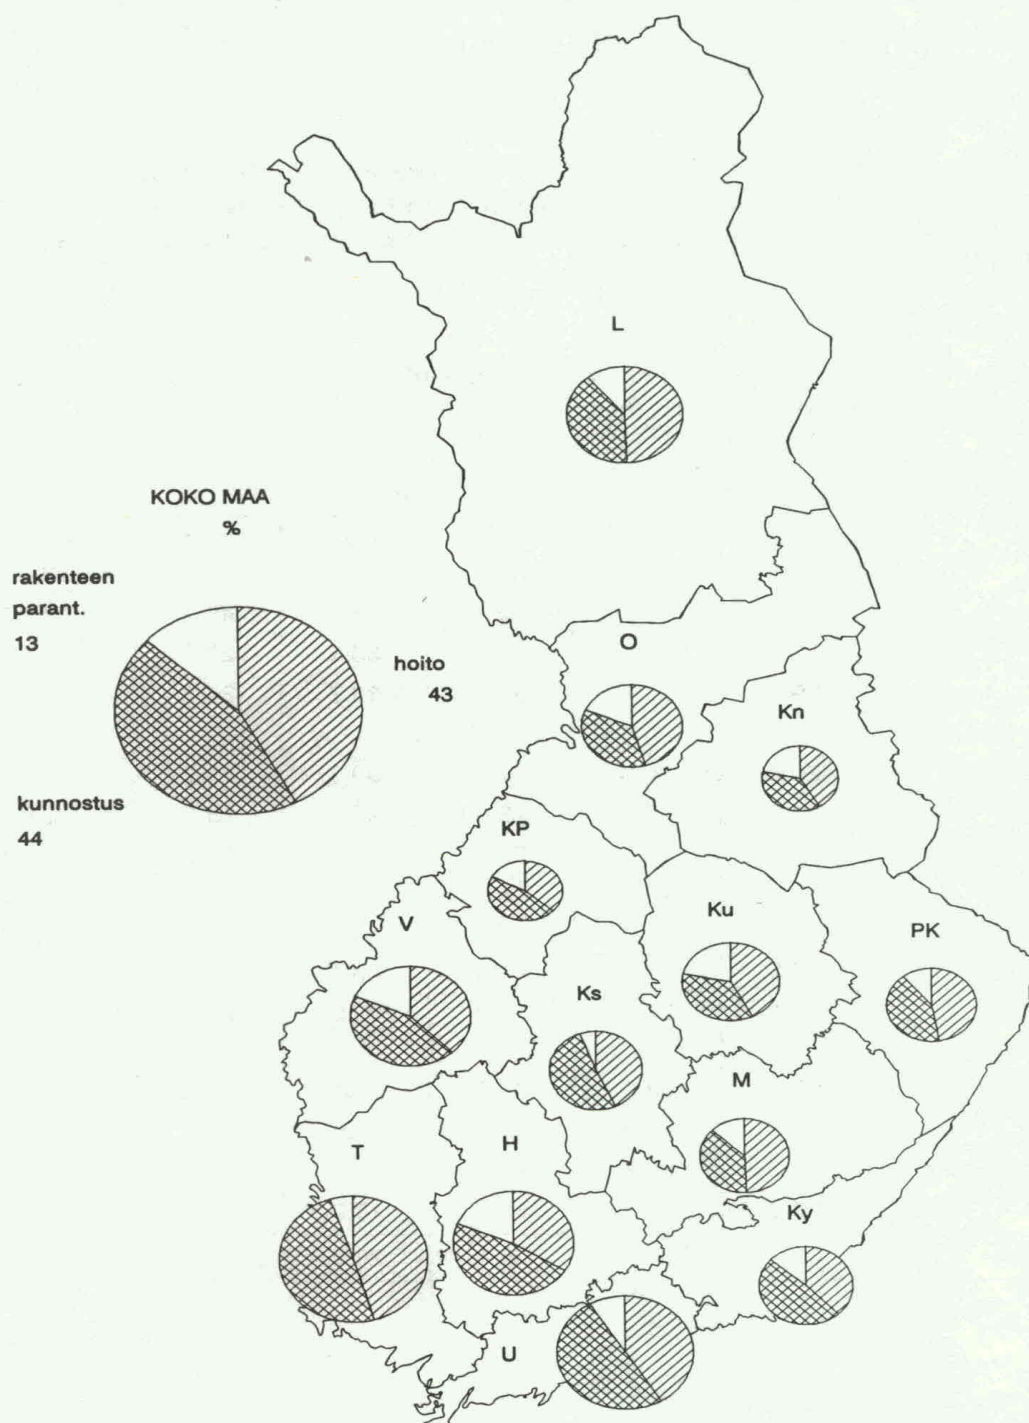 L
KOKO MAA
%
rakenteen
parant.
13
hoito
43
kunnostus
44
O
Kn
KP
Ku
PK
V
Ks
M
T
H
Ky
U